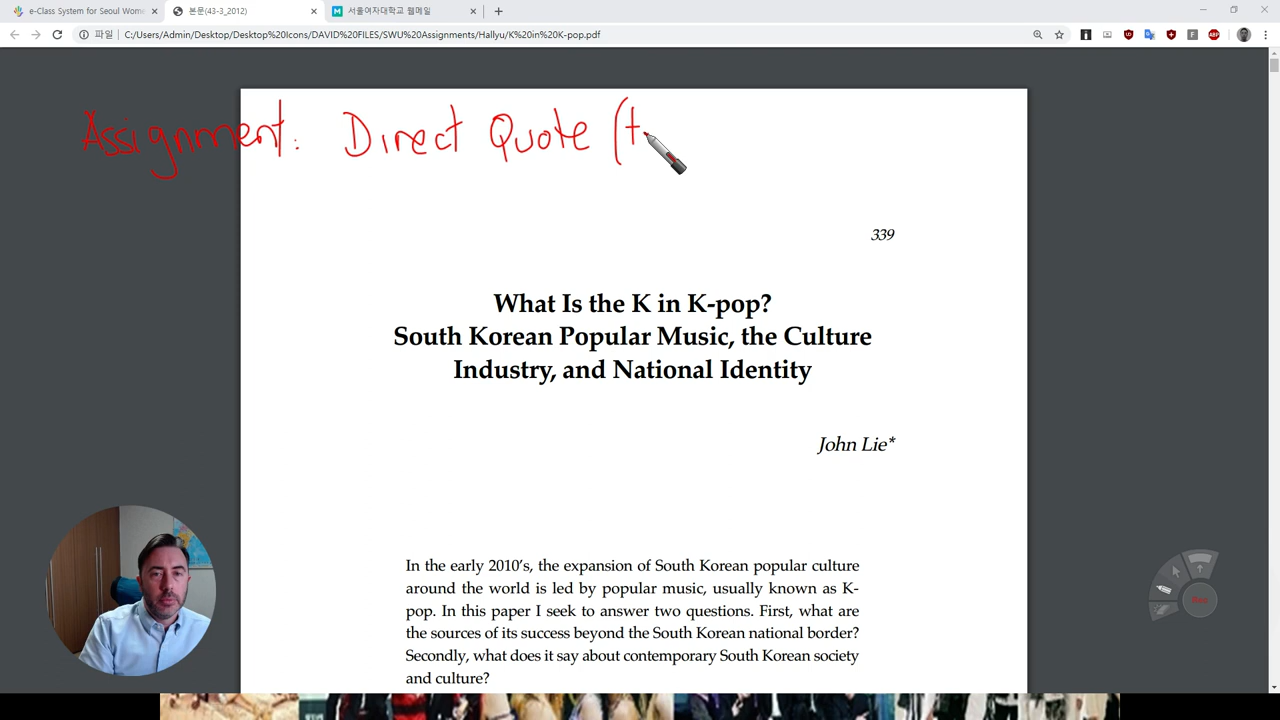 e-Class System for Seoul Wome
본문(43-3_2012)
서울여자대학교 웹메일
파일
C:/Users/Admin/Desktop/Desktop%20Icons/DAVID%20FILES/SWU%20Assignments/Hallyu/K%20in%20K-pop.pdf
Assignment: Direct Quote (t
339
What Is the K in K-pop?
South Korean Popular Music, the Culture
Industry, and National Identity
John Lie*
In the early 2010's, the expansion of South Korean popular culture
around the world is led by popular music, usually known as K-
pop. In this paper I seek to answer two questions. First, what are
the sources of its success beyond the South Korean national border?
Secondly, what does it say about contemporary South Korean society
and culture?